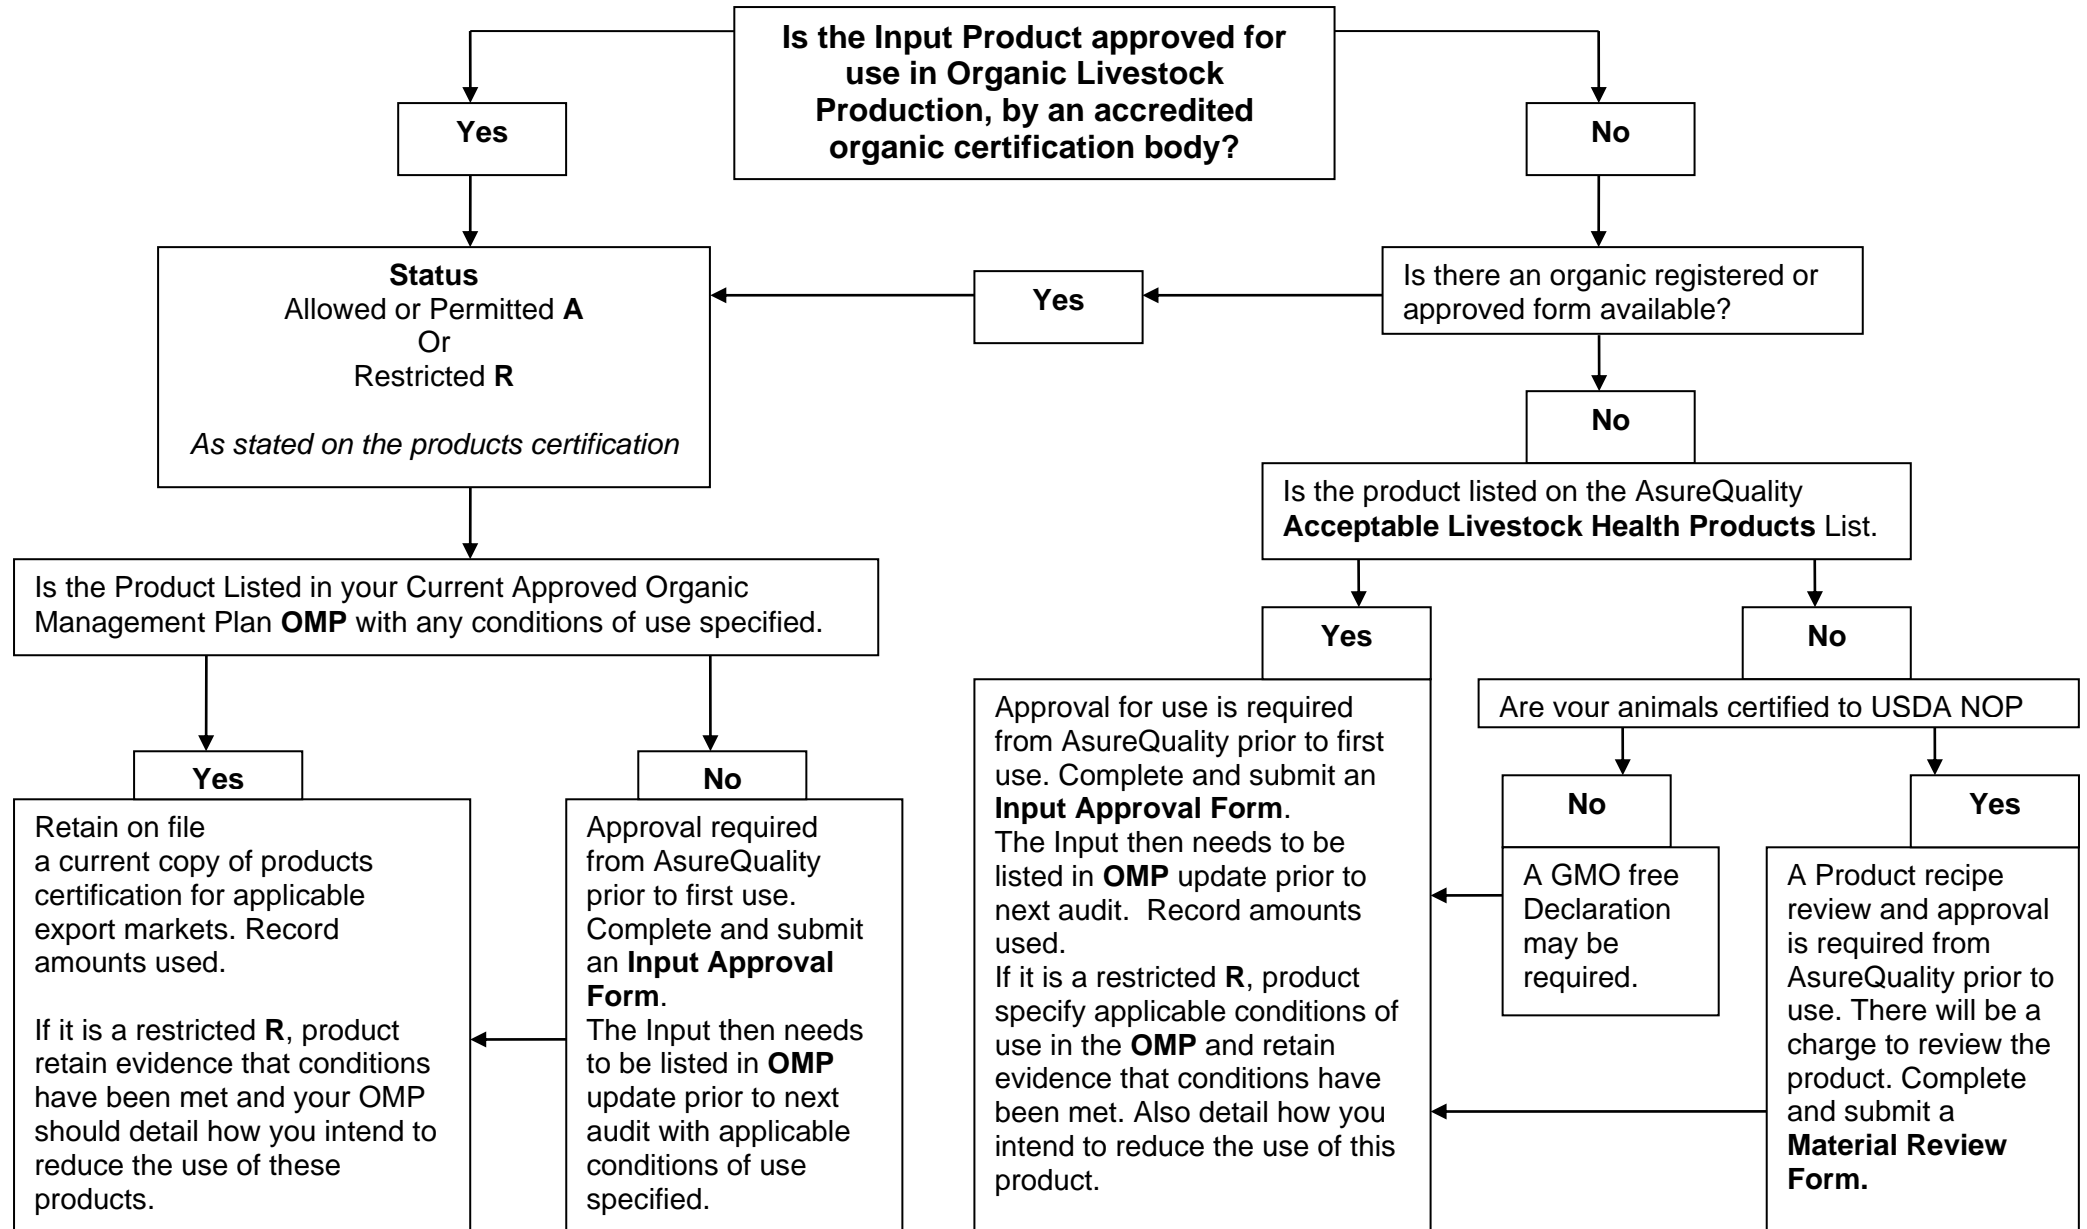 Is the Input Product approved for
use in Organic Livestock
Production, by an accredited
organic certification body?
Yes
No
Status
Allowed or Permitted A
Or
Restricted R
As stated on the products certification
Yes
Is there an organic registered or
approved form available?
No
Is the product listed on the AsureQuality
Acceptable Livestock Health Products List.
Is the Product Listed in your Current Approved Organic
Management Plan OMP with any conditions of use specified.
Yes
No
Are your animals certified to USDA NOP
Yes
No
No
Yes
Retain on file
a current copy of products
certification for applicable
export markets. Record
amounts used.
If it is a restricted R, product
retain evidence that conditions
have been met and your OMP
should detail how you intend to
reduce the use of these
products.
Approval required
from AsureQuality
prior to first use.
Complete and submit
an Input Approval
Form.
The Input then needs
to be listed in OMP
update prior to next
audit with applicable
conditions of use
specified.
Approval for use is required
from AsureQuality prior to first
use. Complete and submit an
Input Approval Form.
The Input then needs to be
listed in OMP update prior to
next audit.  Record amounts
used.
If it is a restricted R, product
specify applicable conditions of
use in the OMP and retain
evidence that conditions have
been met. Also detail how you
intend to reduce the use of this
product.
A GMO free
Declaration
may be
required.
A Product recipe
review and approval
is required from
AsureQuality prior to
use. There will be a
charge to review the
product. Complete
and submit a
Material Review
Form.